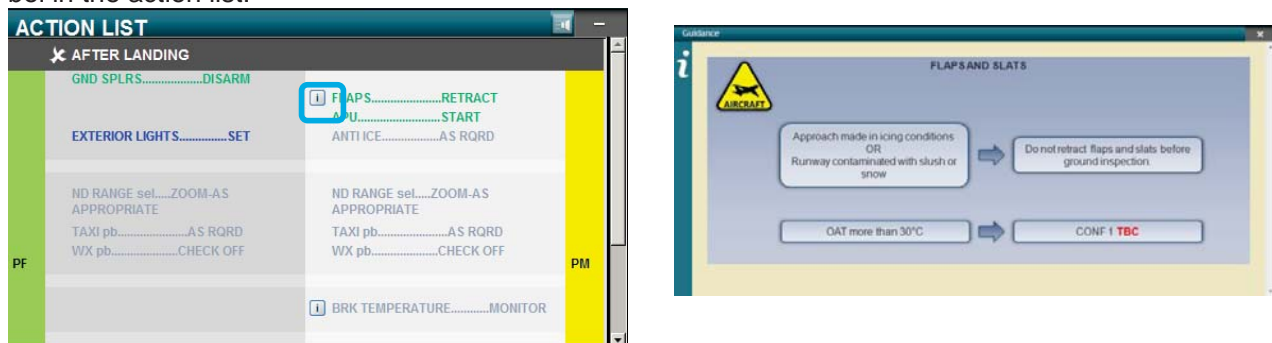 ACTION LIST
AFTER LANDING
GND SPLRS...................DISARM
i FLAPS......................RETRACT
APU..........................START
EXTERIOR LIGHTS...............SET
ANTI ICE..................AS RQRD
ND RANGE sel.....ZOOM-AS
APPROPRIATE
TAXI pb......................AS RQRD
WX pb.....................CHECK OFF
ND RANGE sel.....ZOOM-AS
APPROPRIATE
TAXI pb......................AS RQRD
WX pb.....................CHECK OFF
PF
PM
i BRK TEMPERATURE............MONITOR
Guidance
i
FLAPS AND SLATS
AIRCRAFT
Approach made in icing conditions
OR
Runway contaminated with slush or
snow
Do not retract flaps and slats before
ground inspection.
OAT more than 30°C
CONF 1 TBC